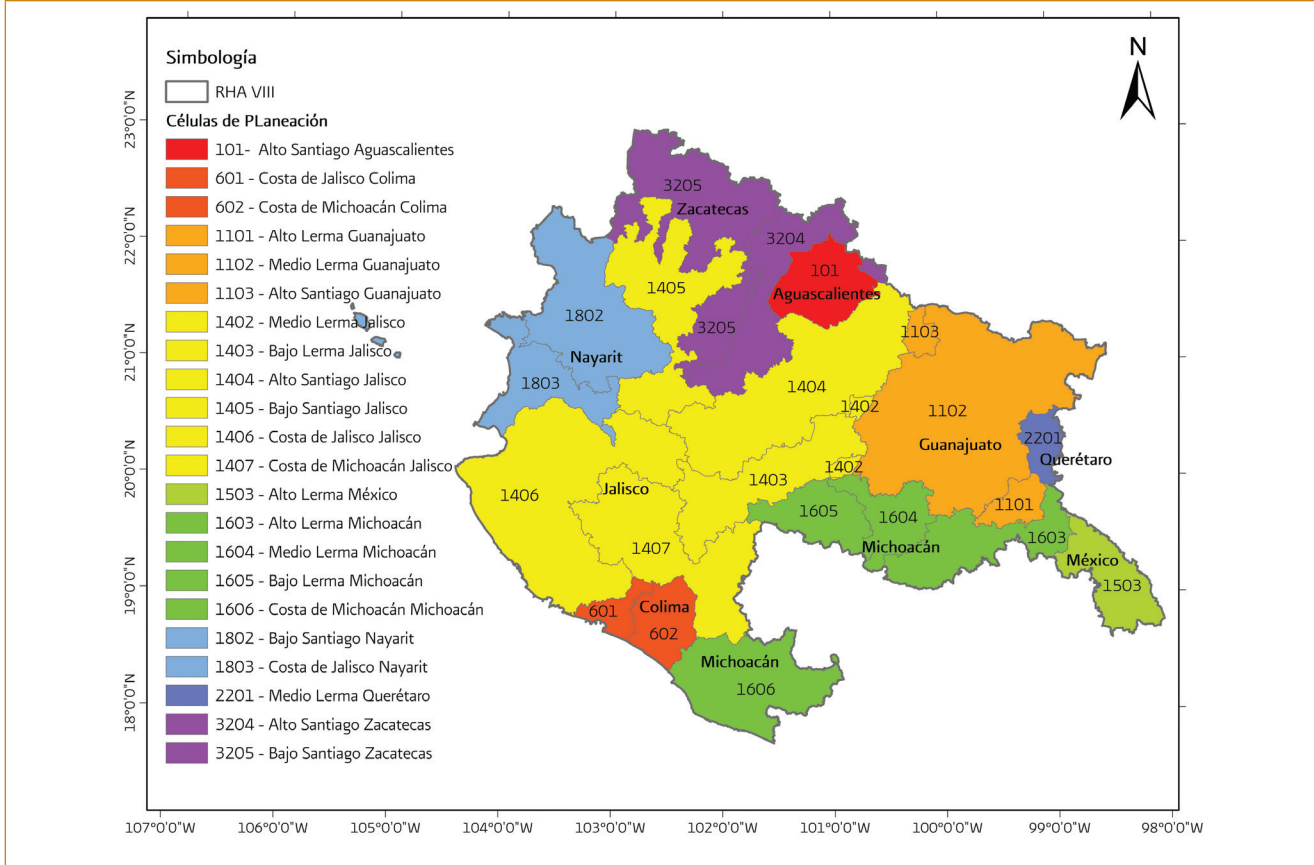 Simbología
RHA VIII
Células de PLaneación
101- Alto Santiago Aguascalientes
601 - Costa de Jalisco Colima
602 - Costa de Michoacán Colima
1101 - Alto Lerma Guanajuato
1102 - Medio Lerma Guanajuato
1103 - Alto Santiago Guanajuato
1402 - Medio Lerma Jalisco
1403 - Bajo Lerma Jalisco
1404 - Alto Santiago Jalisco
1405 - Bajo Santiago Jalisco
1406 - Costa de Jalisco Jalisco
1407 - Costa de Michoacán Jalisco
1503 - Alto Lerma México
1603 - Alto Lerma Michoacán
1604 - Medio Lerma Michoacán
1605 - Bajo Lerma Michoacán
1606 - Costa de Michoacán Michoacán
1802 - Bajo Santiago Nayarit
1803 - Costa de Jalisco Nayarit
2201 - Medio Lerma Querétaro
3204 - Alto Santiago Zacatecas
3205 - Bajo Santiago Zacatecas
N
3205
Zacatecas
3204
101
Aguascalientes
1405
1802
3205
1103
Nayarit
1803
1404
1402
1102
Guanajuato
2201
Querétaro
1402
1403
Jalisco
1406
1101
1605
1604
1603
Michoacán
México
1407
1503
601
Colima
602
Michoacán
1606
23°0'0"N
22°0'0"N
21°0'0"N
20°0'0"N
19°0'0"N
18°0'0"N
107°0'0"W
106°0'0"W
105°0'0"W
104°0'0"W
103°0'0"W
102°0'0"W
101°0'0"W
100°0'0"W
99°0'0"W
98°0'0"W